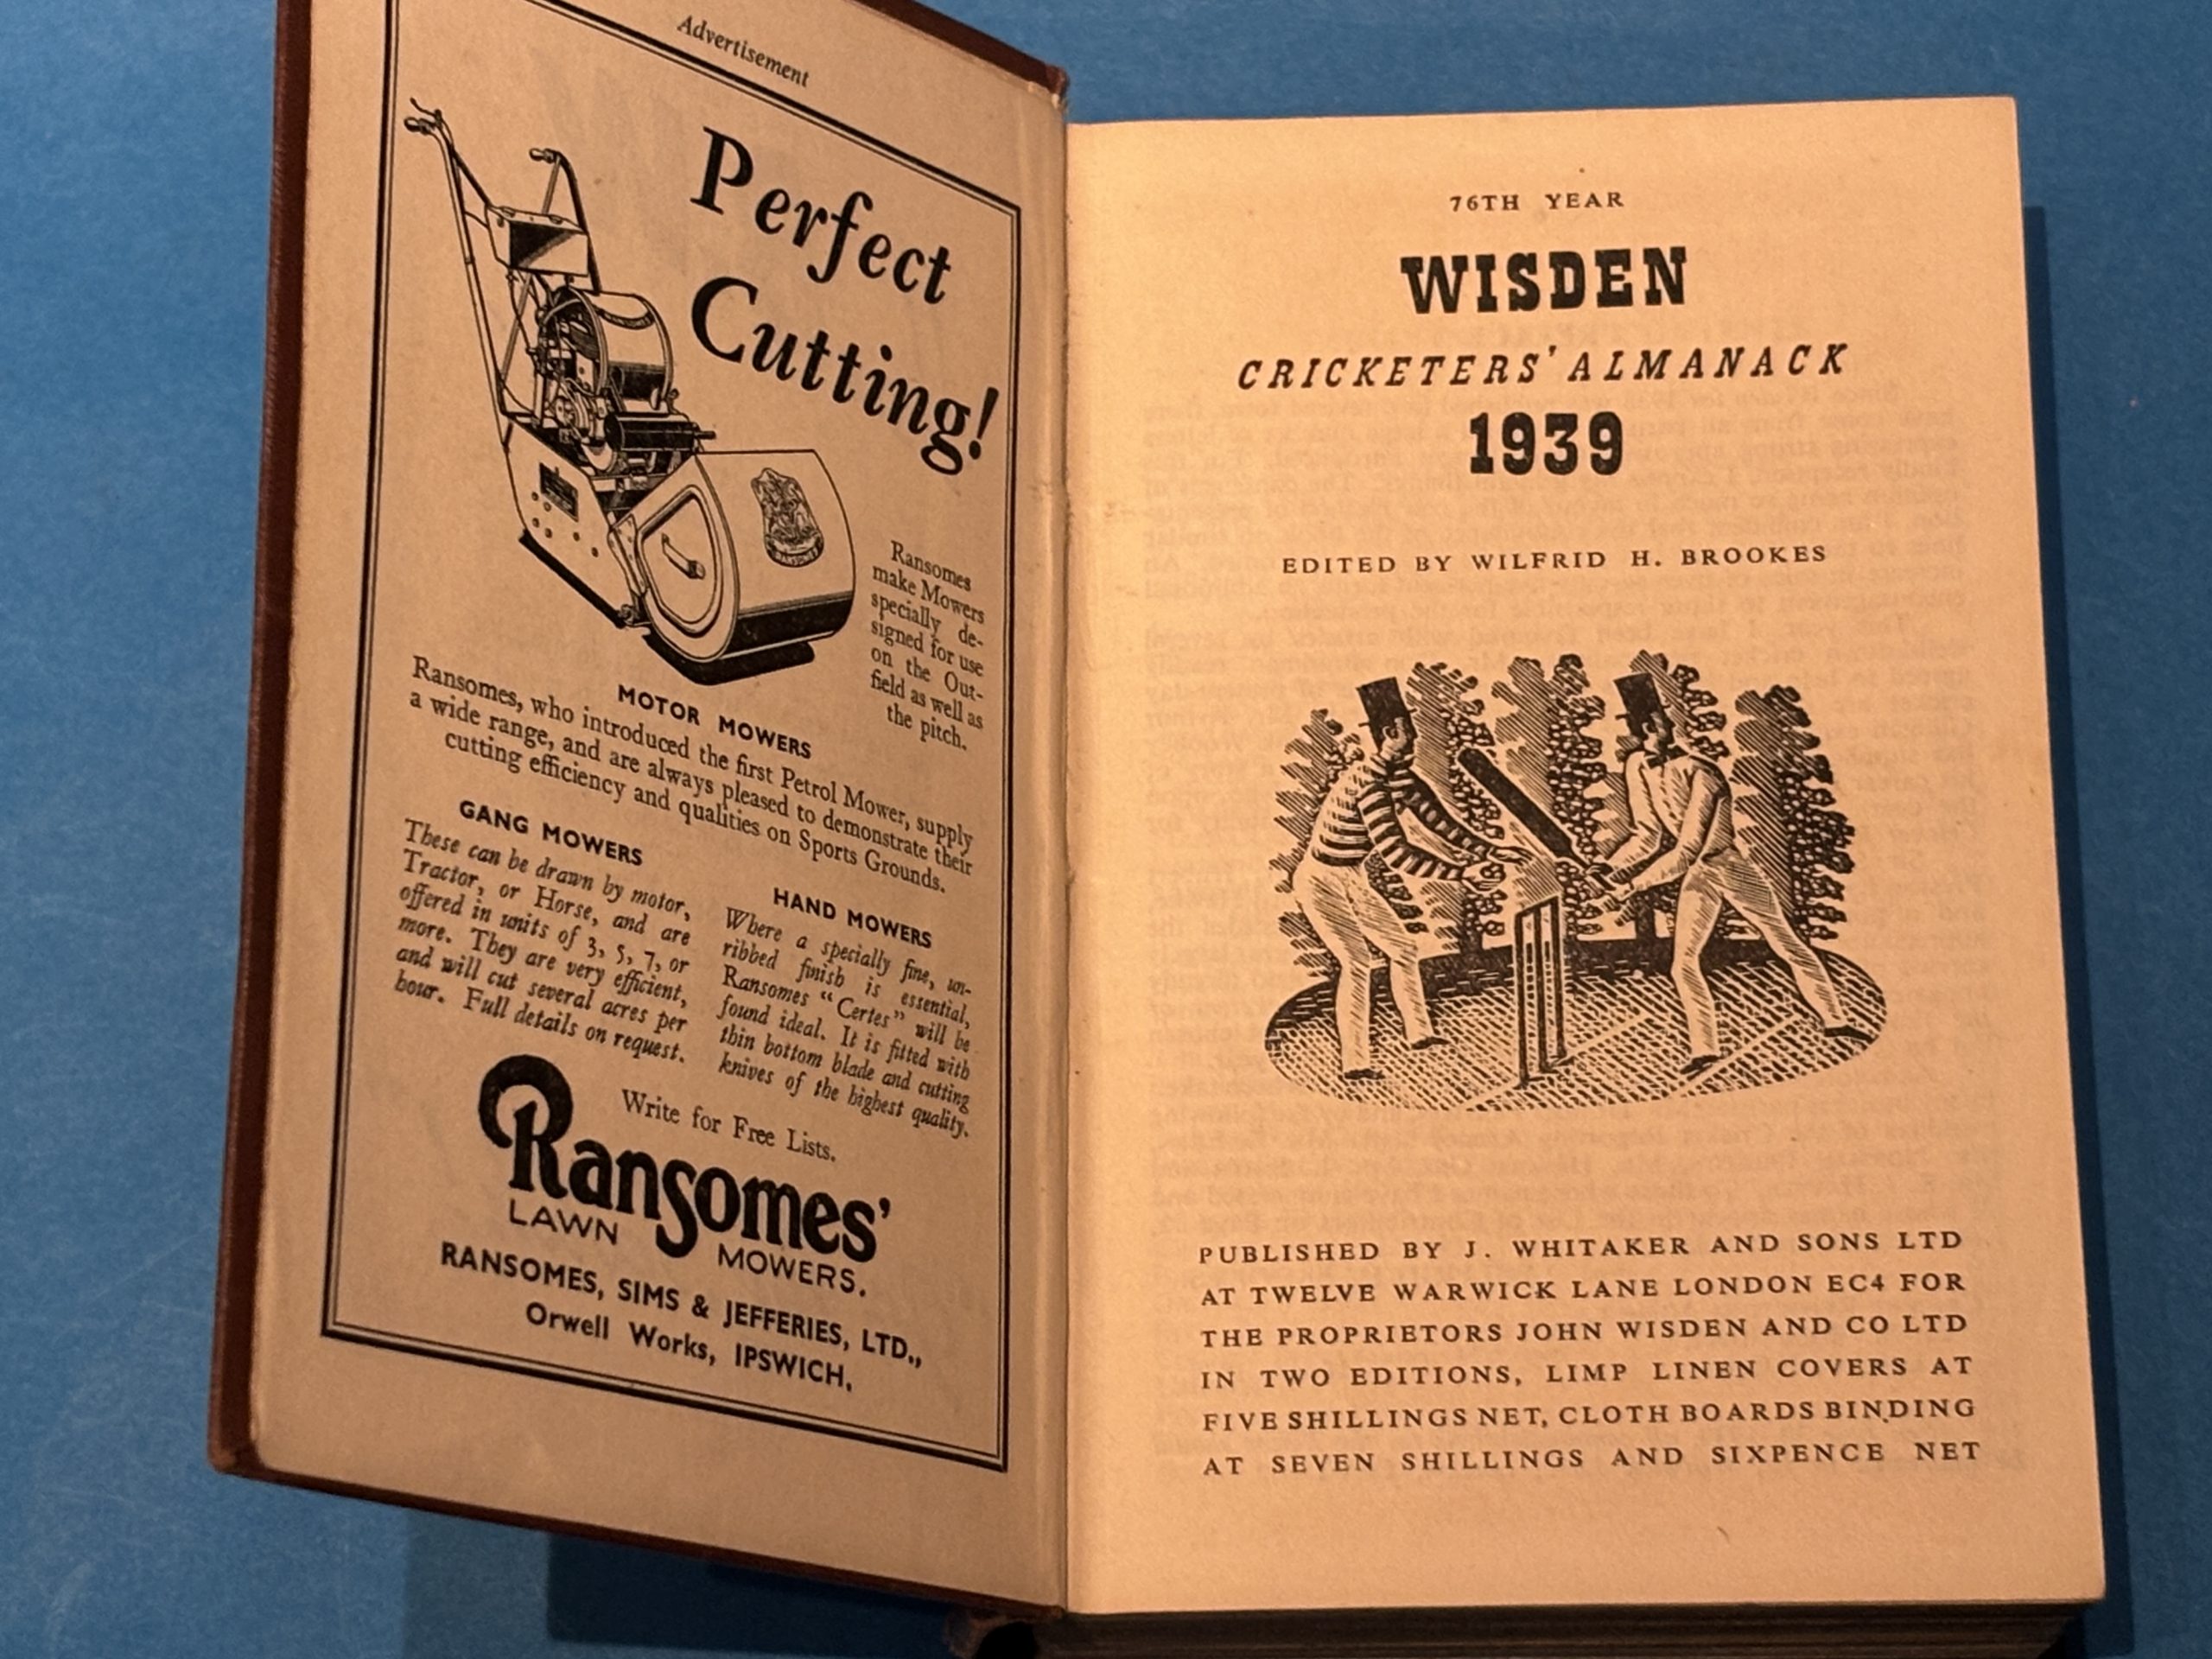 Advertisement
Perfect
Cutting!
Ransomes
make Mowers
specially de-
signed for use
on the Out-
field as well as
the pitch.
MOTOR MOWERS
Ransomes, who introduced the first Petrol Mower, supply
a wide range, and are always pleased to demonstrate their
cutting efficiency and qualities on Sports Grounds.
GANG MOWERS
These can be drawn by motor,
Tractor, or Horse, and are
offered in units of 3, 5, 7, or
more. They are very efficient,
and will cut several acres per
hour. Full details on request.
HAND MOWERS
Where a specially fine, un-
ribbed finish is essential,
Ransomes "Certes" will be
found ideal. It is fitted with
thin bottom blade and cutting
knives of the highest quality.
Write for Free Lists.
Ransomes'
LAWN MOWERS.
RANSOMES, SIMS & JEFFERIES, LTD.,
Orwell Works, IPSWICH.
76TH YEAR
WISDEN
CRICKETERS' ALMANACK
1939
EDITED BY WILFRID H. BROOKES
PUBLISHED BY J. WHITAKER AND SONS LTD
AT TWELVE WARWICK LANE LONDON EC4 FOR
THE PROPRIETORS JOHN WISDEN AND CO LTD
IN TWO EDITIONS, LIMP LINEN COVERS AT
FIVE SHILLINGS NET, CLOTH BOARDS BINDING
AT SEVEN SHILLINGS AND SIXPENCE NET